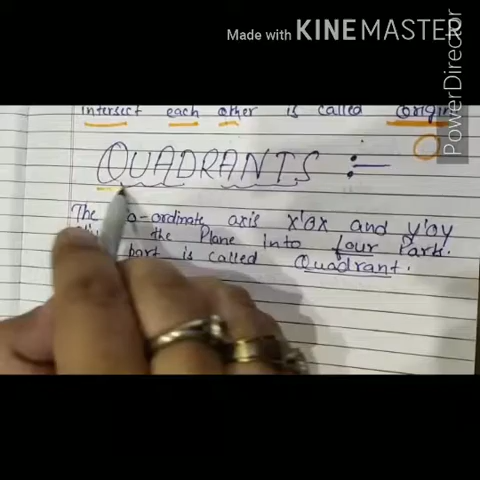 Made with KINEMASTER
PowerDirector
intersect each other is called origin
O
QUADRANTS :-
The o-ordinate axis X'OX and Y'OY
the Plane into four Parts.
part is called Quadrant.